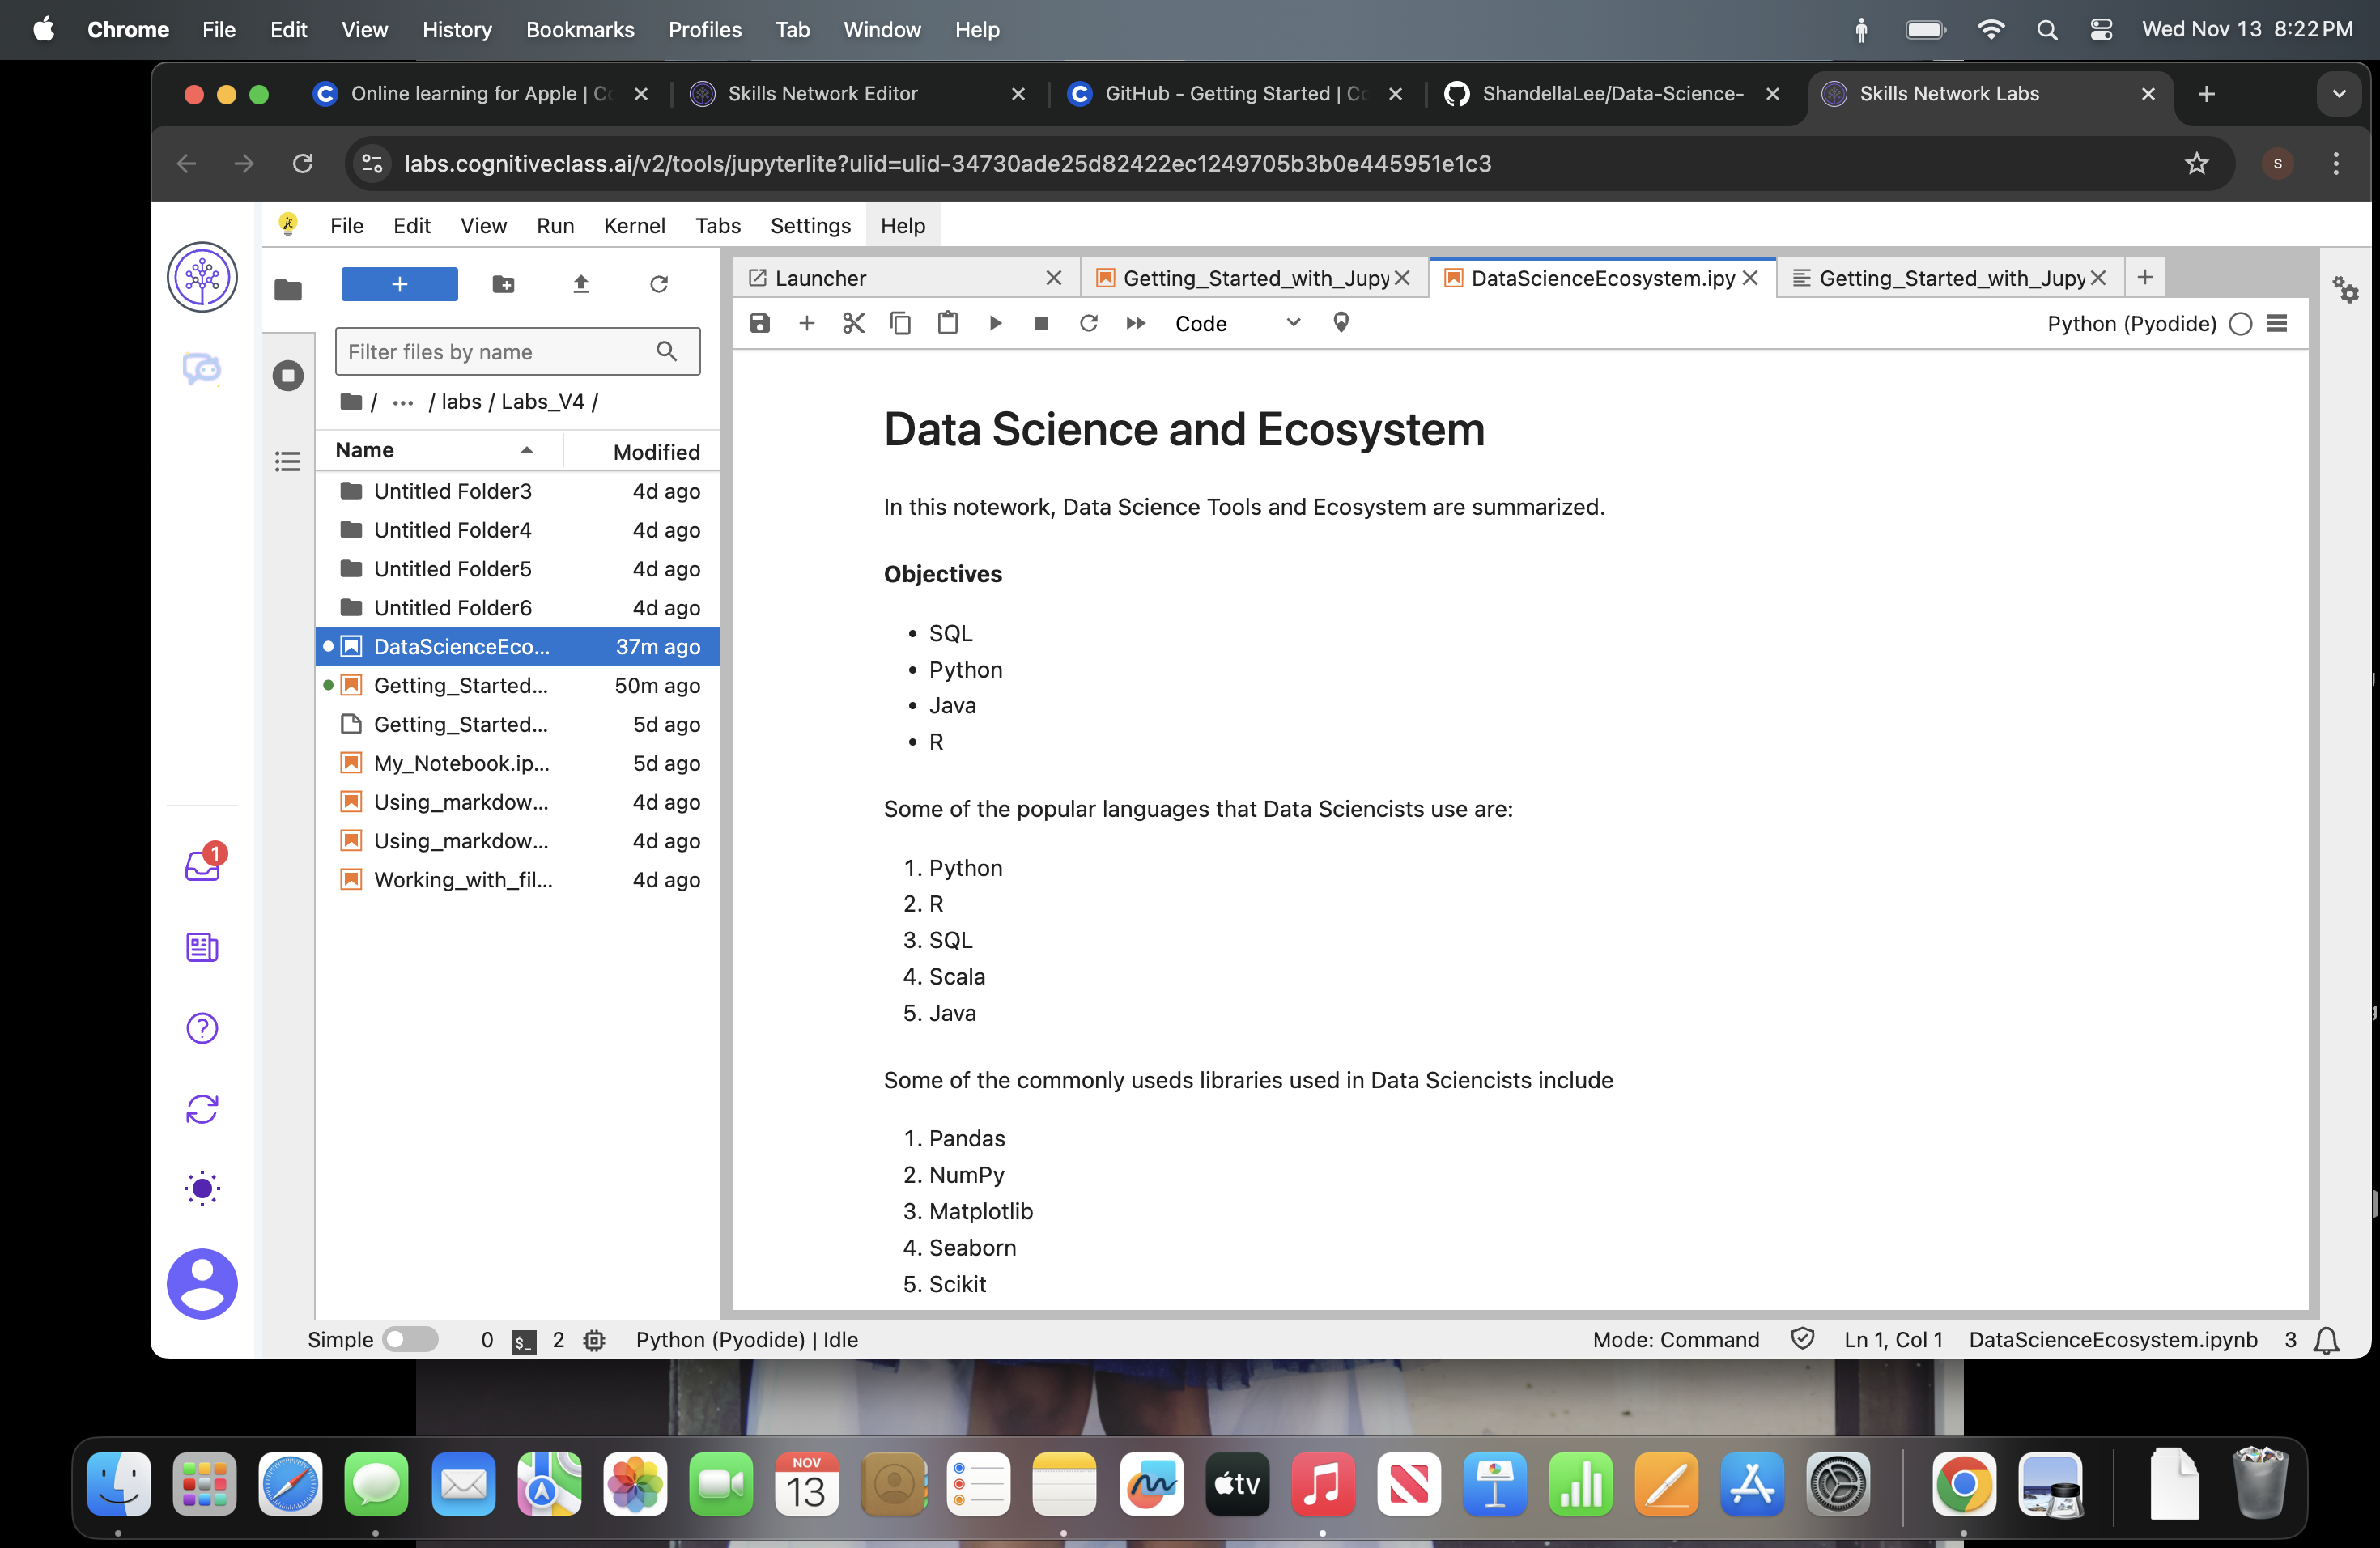 Chrome File Edit View History Bookmarks Profiles Tab Window Help Wed Nov 13 8:22 PM
Online learning for Apple | Skills Network Editor GitHub - Getting Started | ShandellaLee/Data-Science- Skills Network Labs
labs.cognitiveclass.ai/v2/tools/jupyterlite?ulid=ulid-34730ade25d82422ec1249705b3b0e445951e1c3 s
File Edit View Run Kernel Tabs Settings Help
Launcher Getting_Started_with_Jupy DataScienceEcosystem.ipy Getting_Started_with_Jupy
Code Python (Pyodide)
Filter files by name
/ ... / labs / Labs_V4 /
Name Modified
Untitled Folder3 4d ago
Untitled Folder4 4d ago
Untitled Folder5 4d ago
Untitled Folder6 4d ago
DataScienceEco... 37m ago
Getting_Started... 50m ago
Getting_Started... 5d ago
My_Notebook.ip... 5d ago
Using_markdow... 4d ago
Using_markdow... 4d ago
Working_with_fil... 4d ago
1
Data Science and Ecosystem
In this notework, Data Science Tools and Ecosystem are summarized.
Objectives
• SQL
• Python
• Java
• R
Some of the popular languages that Data Sciencists use are:
1. Python
2. R
3. SQL
4. Scala
5. Java
Some of the commonly useds libraries used in Data Sciencists include
1. Pandas
2. NumPy
3. Matplotlib
4. Seaborn
5. Scikit
Simple 0 $_ 2 Python (Pyodide) | Idle Mode: Command Ln 1, Col 1 DataScienceEcosystem.ipynb 3
NOV
13
tv